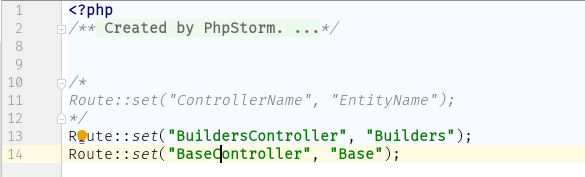 1 <?php
2 /** Created by PhpStorm. ...*/
8
9
10 /*
11 Route::set("ControllerName", "EntityName");
12 */
13 Route::set("BuildersController", "Builders");
14 Route::set("BaseController", "Base");